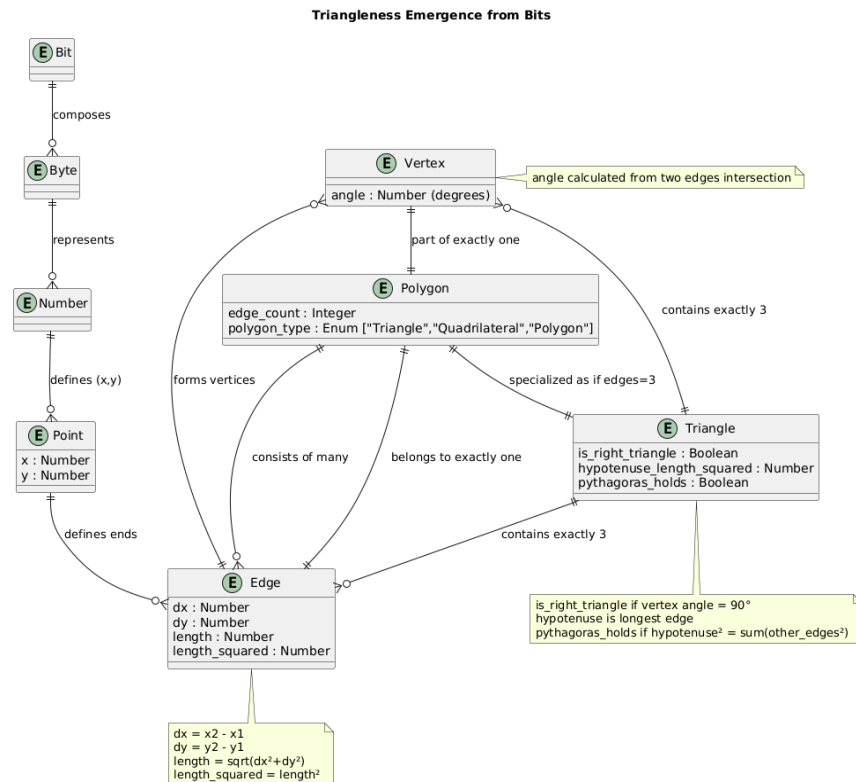 Triangleness Emergence from Bits
E Bit
composes
E Byte
E Vertex
angle : Number (degrees)
angle calculated from two edges intersection
represents
part of exactly one
E Number
E Polygon
edge_count : Integer
polygon_type : Enum ["Triangle","Quadrilateral","Polygon"]
contains exactly 3
defines (x,y)
forms vertices
specialized as if edges=3
E Point
x : Number
y : Number
E Triangle
is_right_triangle : Boolean
hypotenuse_length_squared : Number
pythagoras_holds : Boolean
consists of many
belongs to exactly one
defines ends
contains exactly 3
E Edge
dx : Number
dy : Number
length : Number
length_squared : Number
is_right_triangle if vertex angle = 90°
hypotenuse is longest edge
pythagoras_holds if hypotenuse² = sum(other_edges²)
dx = x2 - x1
dy = y2 - y1
length = sqrt(dx²+dy²)
length_squared = length²